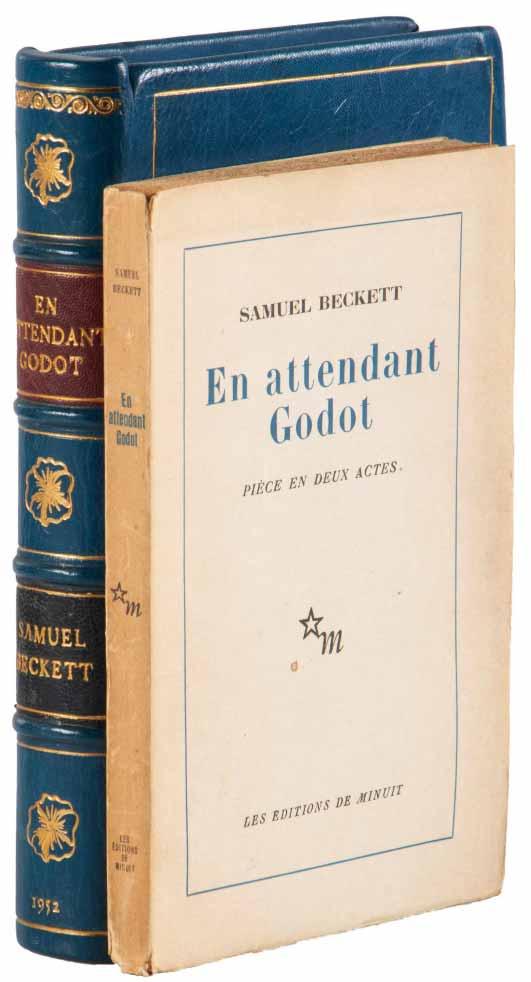 SAMUEL BECKETT
En attendant
Godot
PIÈCE EN DEUX ACTES
m
LES EDITIONS DE MINUIT
SAMUEL
BECKETT
En
attendant
Godot
m
LES
ÉDITIONS
DE
MINUIT
EN
ATTENDANT
GODOT
SAMUEL
BECKETT
1952